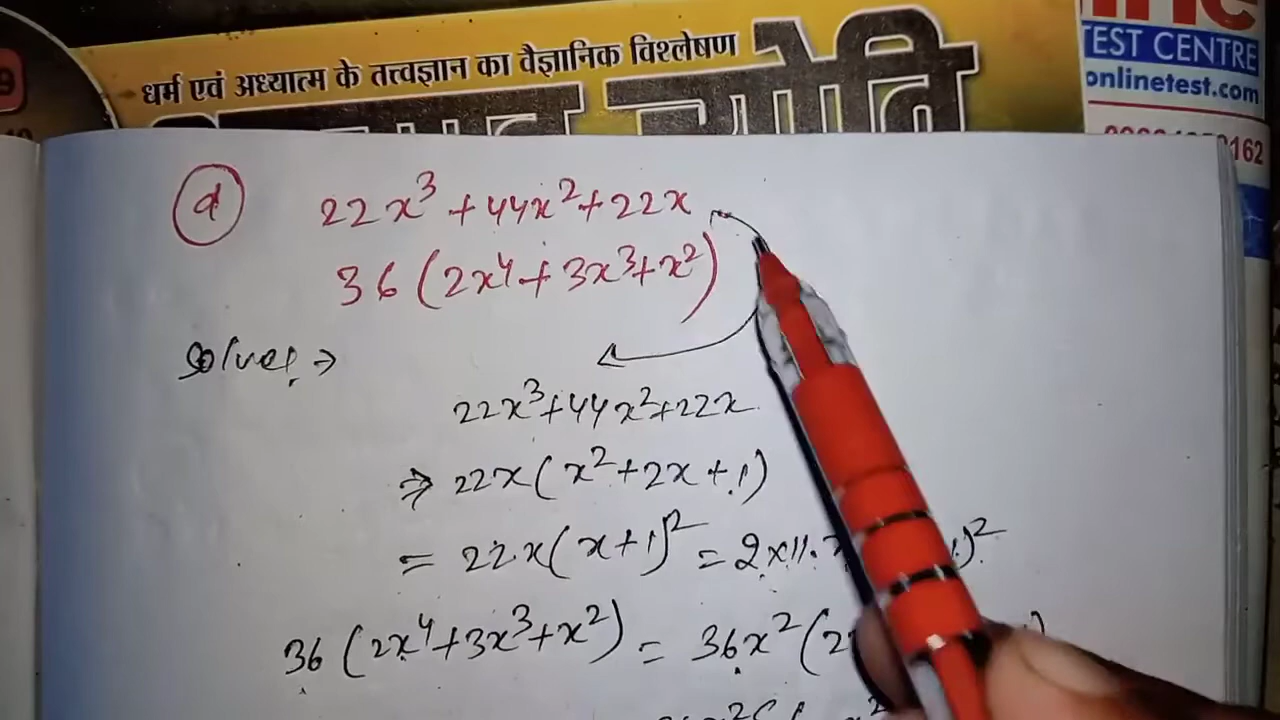 धर्म एवं अध्यात्म के तत्त्वज्ञान का वैज्ञानिक विश्लेषण
ज्योति
TEST CENTRE
onlinetest.com
162
d 22x³ + 44x² + 22x
36 (2x⁴ + 3x³ + x²)
Solve, ⇒
22x³ + 44x² + 22x
⇒ 22x (x² + 2x + 1)
= 22x (x + 1)² = 2 × 11.
36 (2x⁴ + 3x³ + x²) = 36x² (2